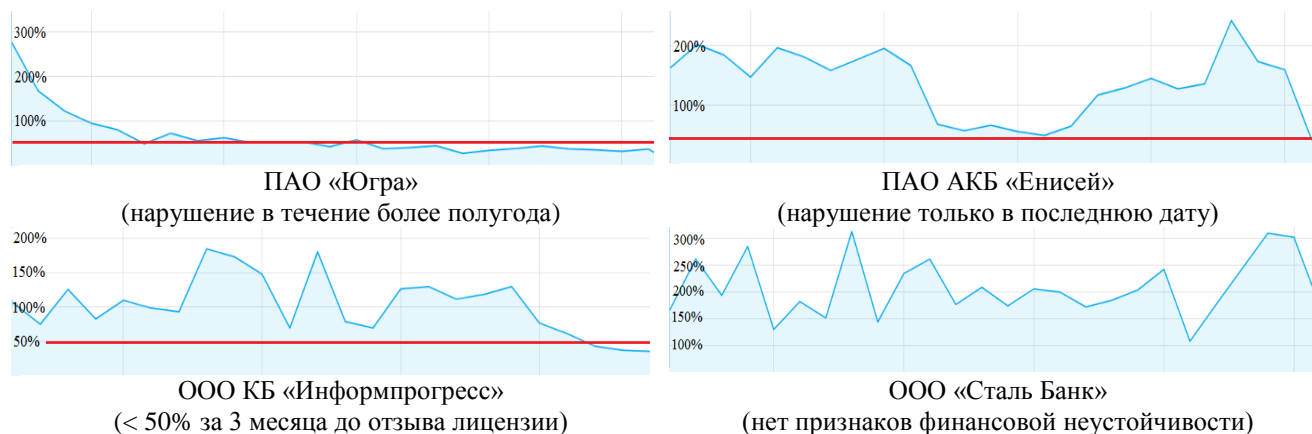 300%
200%
100%
ПАО «Югра»
(нарушение в течение более полугода)
200%
100%
ПАО АКБ «Енисей»
(нарушение только в последнюю дату)
200%
150%
100%
50%
ООО КБ «Информпрогресс»
(< 50% за 3 месяца до отзыва лицензии)
300%
250%
200%
150%
100%
ООО «Сталь Банк»
(нет признаков финансовой неустойчивости)